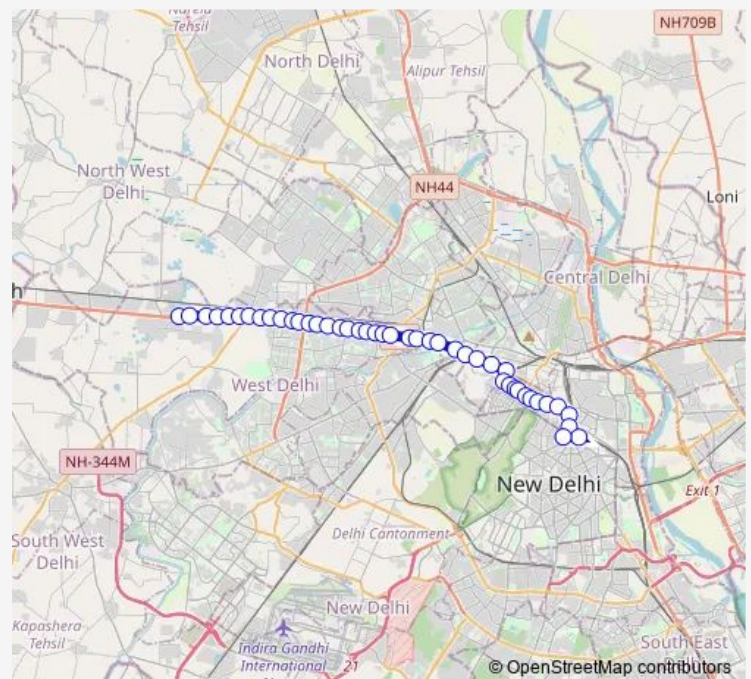 Narela
Tehsil
NH709B
North Delhi
Alipur Tehsil
North West
Delhi
NH44
Loni
Central Delhi
h
West Delhi
NH-344M
New Delhi
Exit 1
Delhi Cantonment
South West
Delhi
New Delhi
Kapashera
Tehsil
Indira Gandhi
International
21
South East
Delhi
© OpenStreetMap contributors